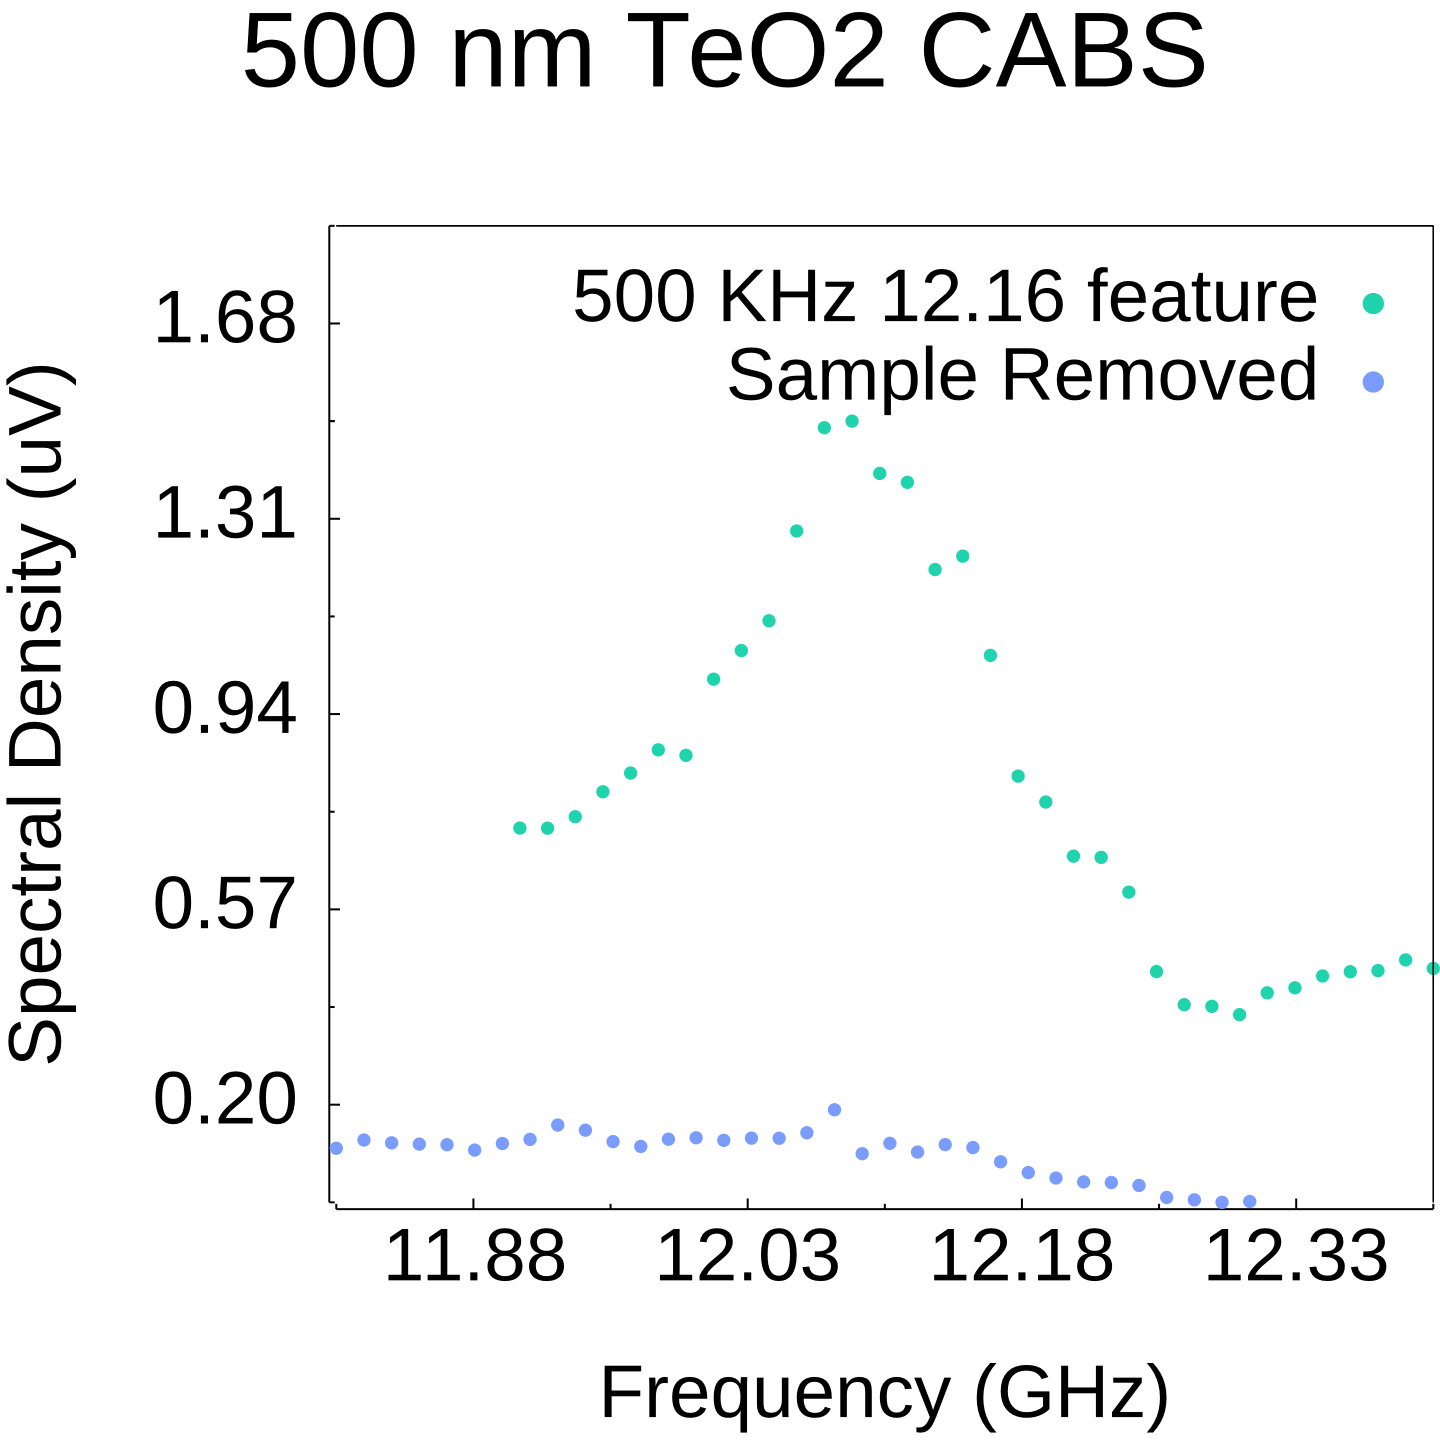 500 nm TeO2 CABS
500 KHz 12.16 feature
Sample Removed
Spectral Density (uV)
1.68
1.31
0.94
0.57
0.20
11.88 12.03 12.18 12.33
Frequency (GHz)